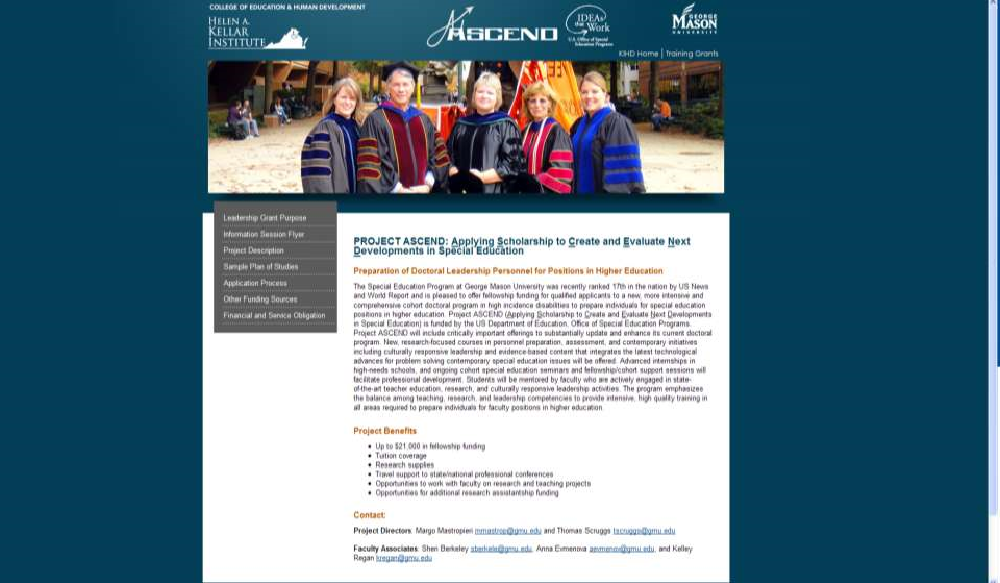 COLLEGE OF EDUCATION & HUMAN DEVELOPMENT
HELEN A.
KELLAR
INSTITUTE
ASCEND
IDEAs
that Work
U.S. Office of Special
Education Programs
GEORGE
MASON
UNIVERSITY
KIHD Home | Training Grants
Leadership Grant Purpose
Information Session Flyer
Project Description
Sample Plan of Studies
Application Process
Other Funding Sources
Financial and Service Obligation
PROJECT ASCEND: Applying Scholarship to Create and Evaluate Next
Developments in Special Education
Preparation of Doctoral Leadership Personnel for Positions in Higher Education
The Special Education Program at George Mason University was recently ranked 17th in the nation by US News
and World Report and is pleased to offer fellowship funding for qualified applicants to a new, more intensive and
comprehensive cohort doctoral program in high incidence disabilities to prepare individuals for special education
positions in higher education. Project ASCEND (Applying Scholarship to Create and Evaluate Next Developments
in Special Education) is funded by the US Department of Education, Office of Special Education Programs.
Project ASCEND will include critically important offerings to substantially update and enhance its current doctoral
program. New, research-focused courses in personnel preparation, assessment, and contemporary initiatives
including culturally responsive leadership and evidence-based content that integrates the latest technological
advances for problem solving contemporary special education issues will be offered. Advanced internships in
high-needs schools, and ongoing cohort special education seminars and fellowship/cohort support sessions will
facilitate professional development. Students will be mentored by faculty who are actively engaged in state-
of-the-art teacher education, research, and culturally responsive leadership activities. The program emphasizes
the balance among teaching, research, and leadership competencies to provide intensive, high quality training in
all areas required to prepare individuals for faculty positions in higher education.
Project Benefits
• Up to $21,000 in fellowship funding
• Tuition coverage
• Research supplies
• Travel support to state/national professional conferences
• Opportunities to work with faculty on research and teaching projects
• Opportunities for additional research assistantship funding
Contact:
Project Directors: Margo Mastropieri mmastrop@gmu.edu and Thomas Scruggs tscruggs@gmu.edu
Faculty Associates: Sheri Berkeley sberkele@gmu.edu, Anna Evmenova aevmenov@gmu.edu, and Kelley
Regan kregan@gmu.edu